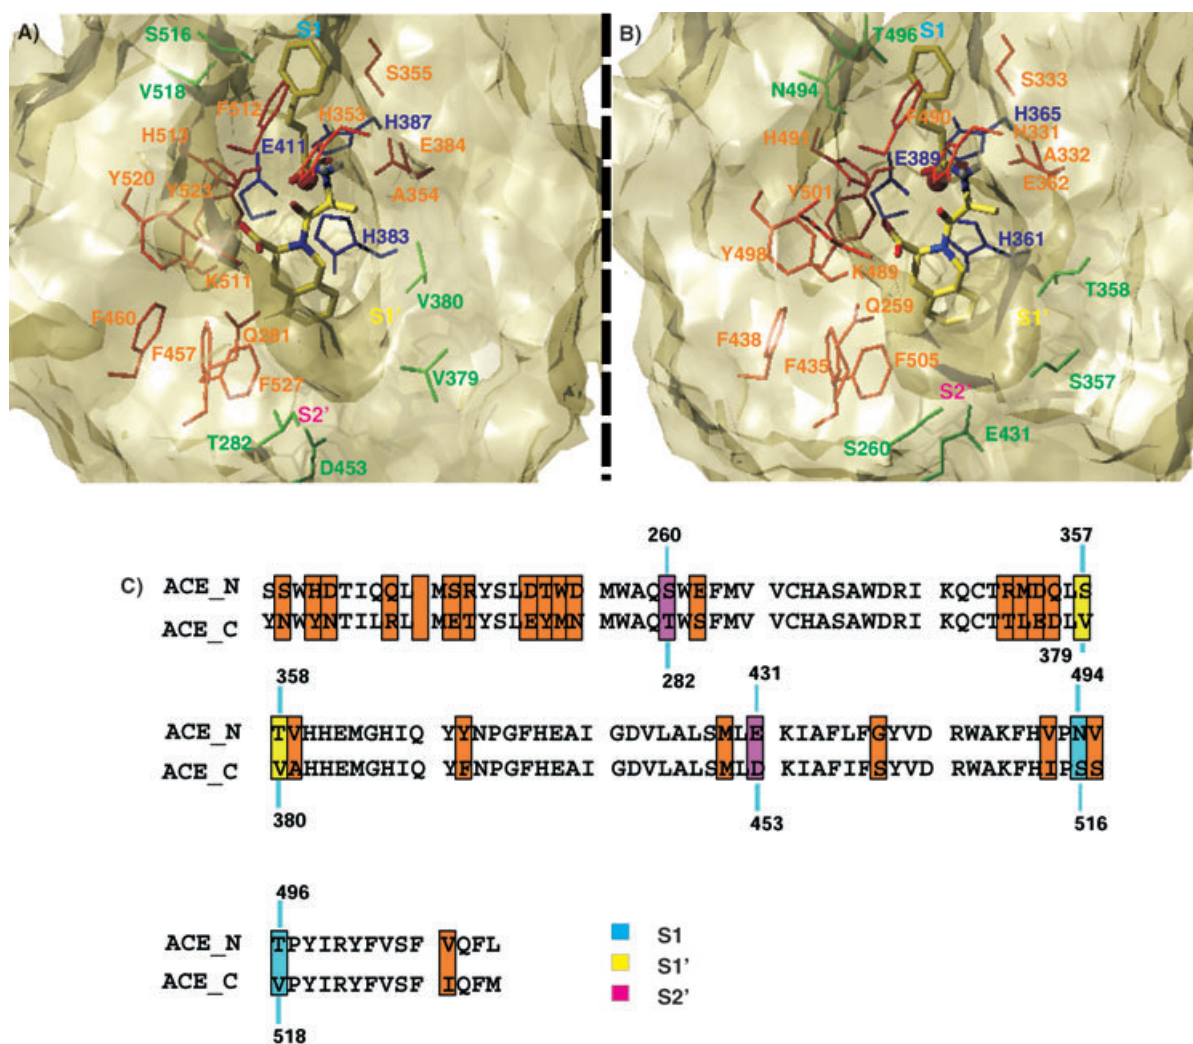 A)
S1
S516
V518
S355
F512
H353
H387
H513
E411
E384
A354
Y520
Y523
H383
K511
V380
S1'
F460
Q281
F457
F527
V379
S2'
T282
D453
B)
S1
T496
N494
S333
F490
H365
H491
H331
E389
A332
E362
Y501
H361
Y498
K489
T358
Q259
S1'
F438
F435
F505
S357
S2'
S260
E431
C)
260 357
ACE_N SSWHDTIQQL MSRYSLDTWD MWAQSWEFMV VCHASAWDRI KQCTRMDQLS
ACE_C YNWYNTILRL METYSLEYMN MWAQTWSFMV VCHASAWDRI KQCTTLEDLV
282 379
358 431 494
ACE_N TVHHEMGHIQ YYNPGFHEAI GDVLALSMLE KIAFLFGYVD RWAKFHVPNV
ACE_C VAHHEMGHIQ YFNPGFHEAI GDVLALSMLD KIAFIFSYVD RWAKFHIPSS
380 453 516
496
ACE_N TPYIRYFVSF VQFL
ACE_C VPYIRYFVSF IQFM
518
S1
S1'
S2'